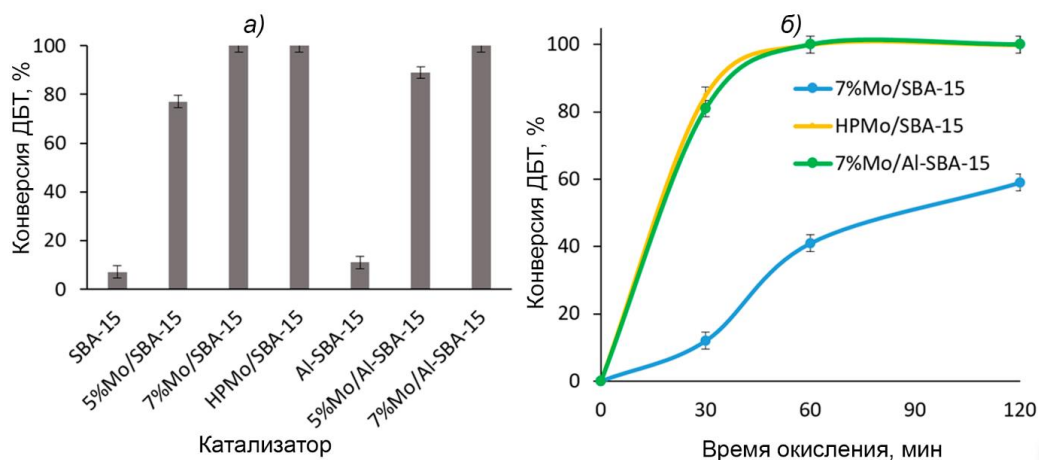 а)
Конверсия ДБТ, %
100
80
60
40
20
0
SBA-15
5%Mo/SBA-15
7%Mo/SBA-15
HPMo/SBA-15
Al-SBA-15
5%Mo/Al-SBA-15
7%Mo/Al-SBA-15
Катализатор
б)
Конверсия ДБТ, %
100
80
60
40
20
0
7%Mo/SBA-15
HPMo/SBA-15
7%Mo/Al-SBA-15
0
30
60
90
120
Время окисления, мин